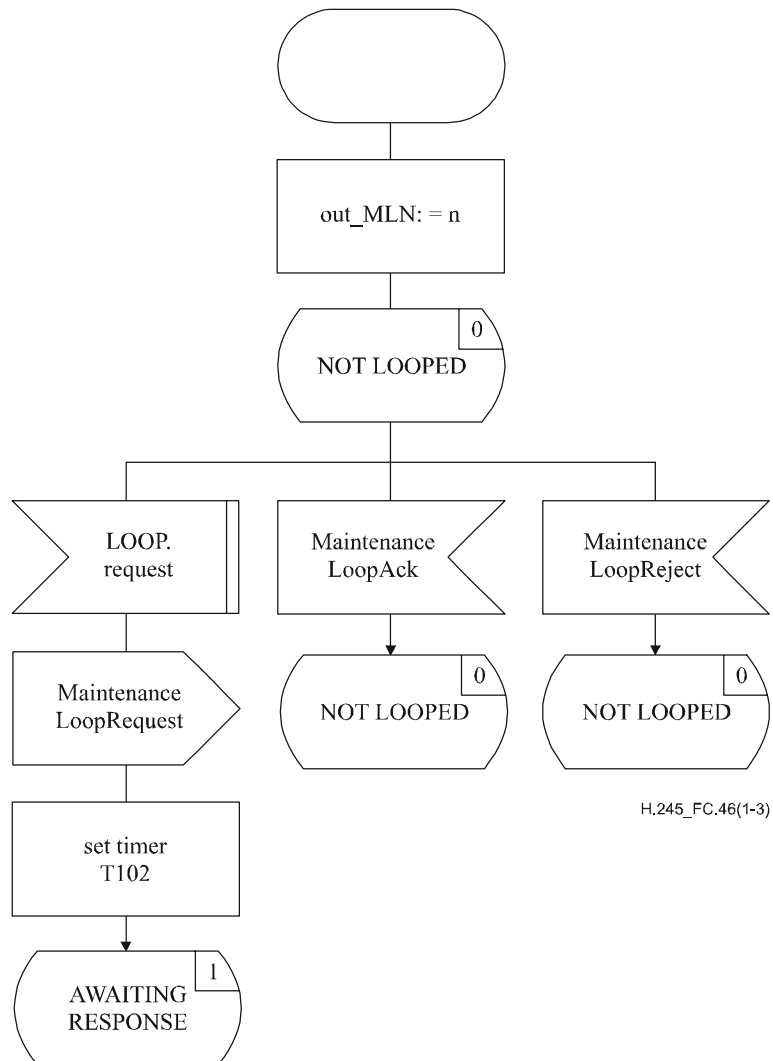 out_MLN: = n
0
NOT LOOPED
LOOP.
request
Maintenance
LoopAck
Maintenance
LoopReject
Maintenance
LoopRequest
0
NOT LOOPED
0
NOT LOOPED
H.245_FC.46(1-3)
set timer
T102
1
AWAITING
RESPONSE